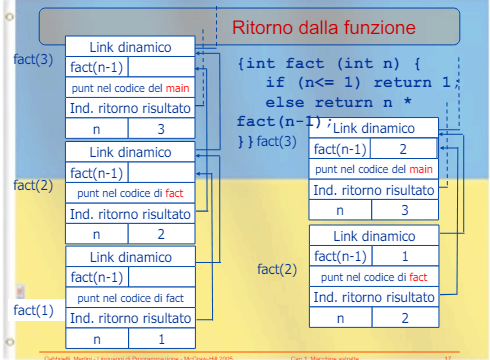 Ritorno dalla funzione
fact(3)
Link dinamico
fact(n-1)
punt nel codice del main
Ind. ritorno risultato
n 3
fact(2)
Link dinamico
fact(n-1)
punt nel codice di fact
Ind. ritorno risultato
n 2
fact(1)
Link dinamico
fact(n-1)
punt nel codice di fact
Ind. ritorno risultato
n 1
{int fact (int n) {
if (n<= 1) return 1;
else return n *
fact(n-1);
}}
fact(3)
Link dinamico
fact(n-1) 2
punt nel codice del main
Ind. ritorno risultato
n 3
fact(2)
Link dinamico
fact(n-1) 1
punt nel codice di fact
Ind. ritorno risultato
n 2
Gabbrielli, Martini - Linguaggi di Programmazione - McGraw-Hill 2005 Cap 1: Macchine astratte 17